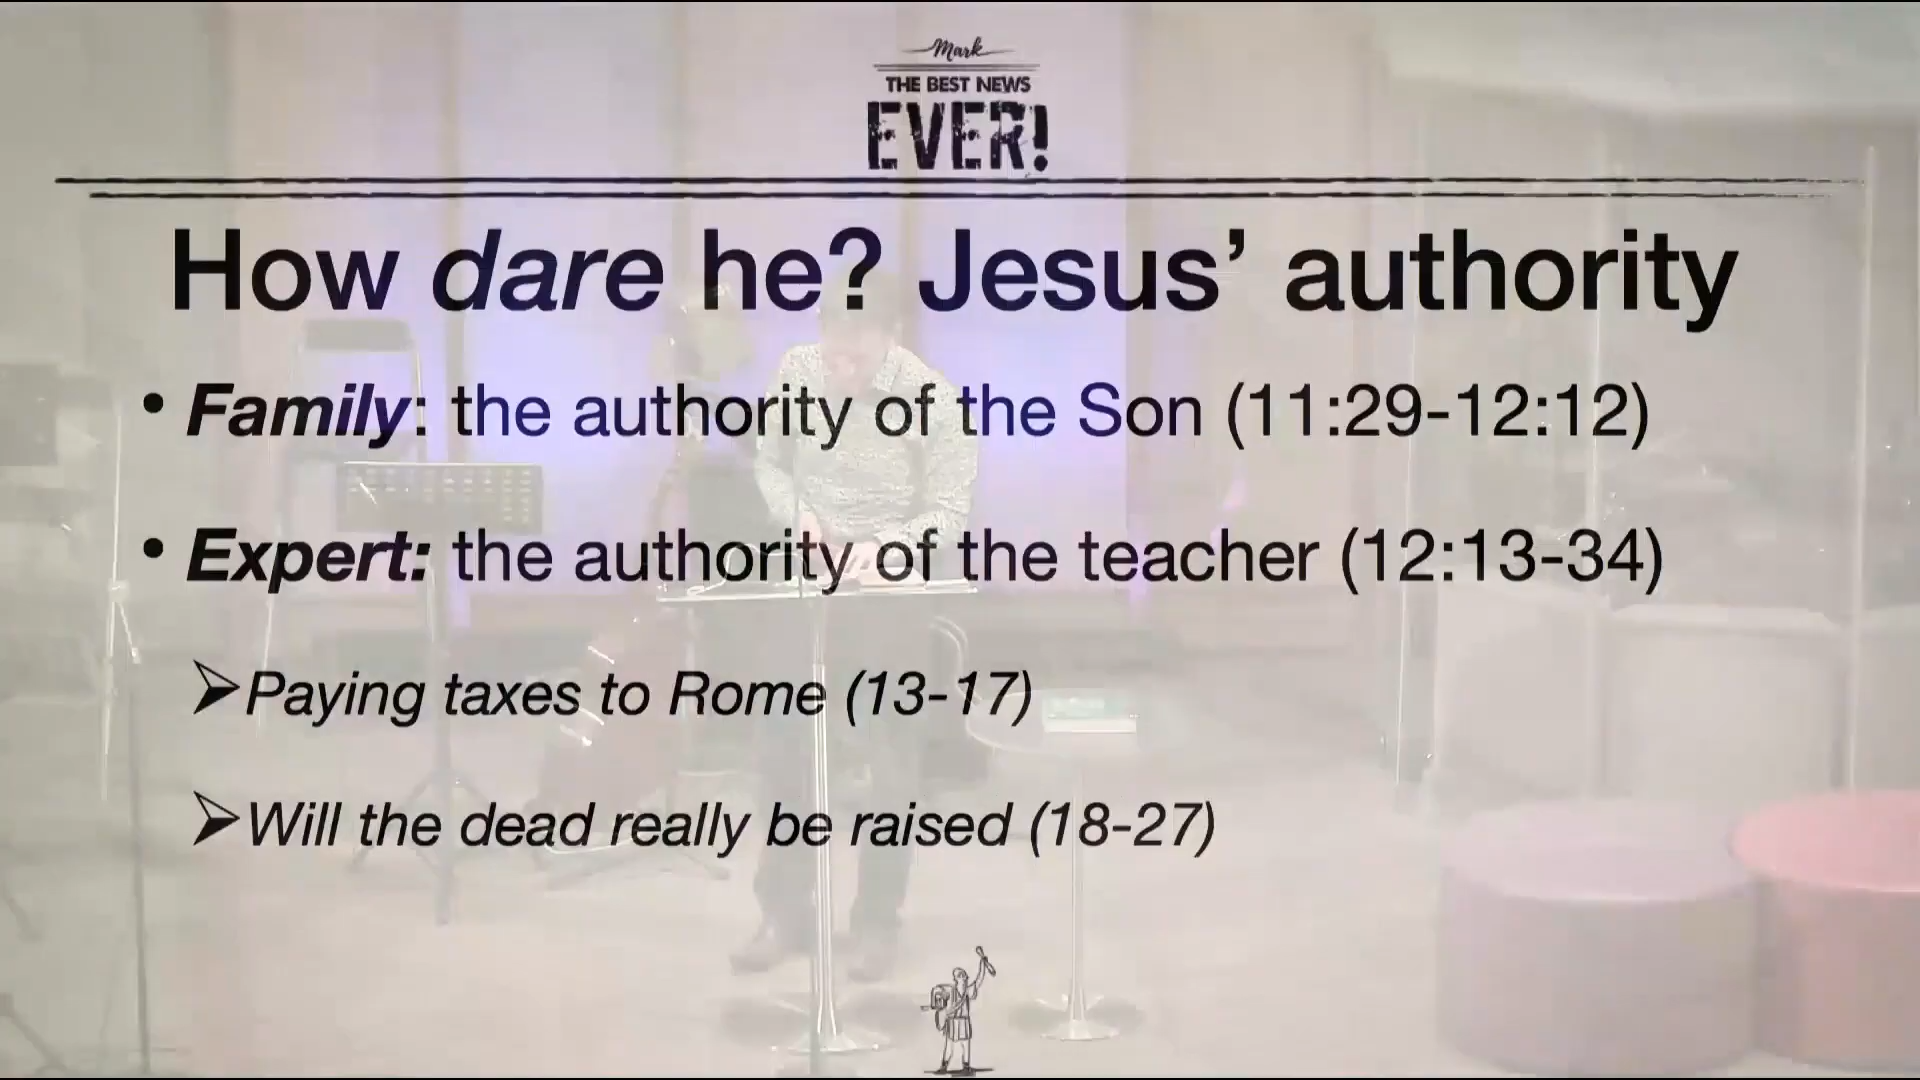 Mark
THE BEST NEWS
EVER!
How dare he? Jesus’ authority
• Family: the authority of the Son (11:29-12:12)
• Expert: the authority of the teacher (12:13-34)
➢Paying taxes to Rome (13-17)
➢Will the dead really be raised (18-27)